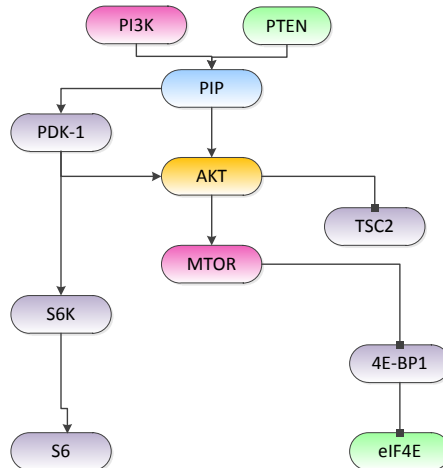 PI3K
PTEN
PIP
PDK-1
AKT
TSC2
MTOR
S6K
4E-BP1
S6
eIF4E